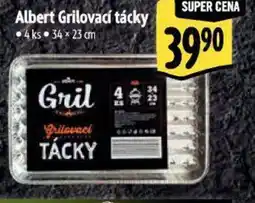 Albert Grilovací tácky
• 4 ks • 34 × 23 cm
SUPER CENA
3990
Gril
4
KS
34
23
Grilovací
TÁCKY